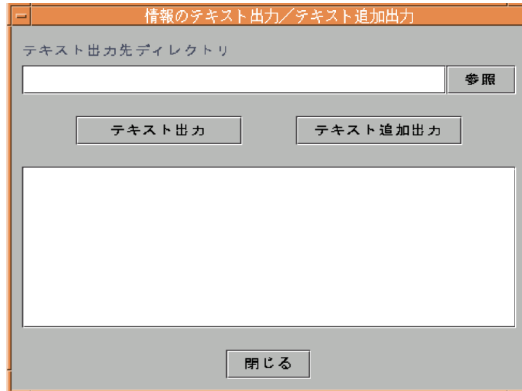 情報のテキスト出力／テキスト追加出力
テキスト出力先ディレクトリ
参照
テキスト出力 テキスト追加出力
閉じる